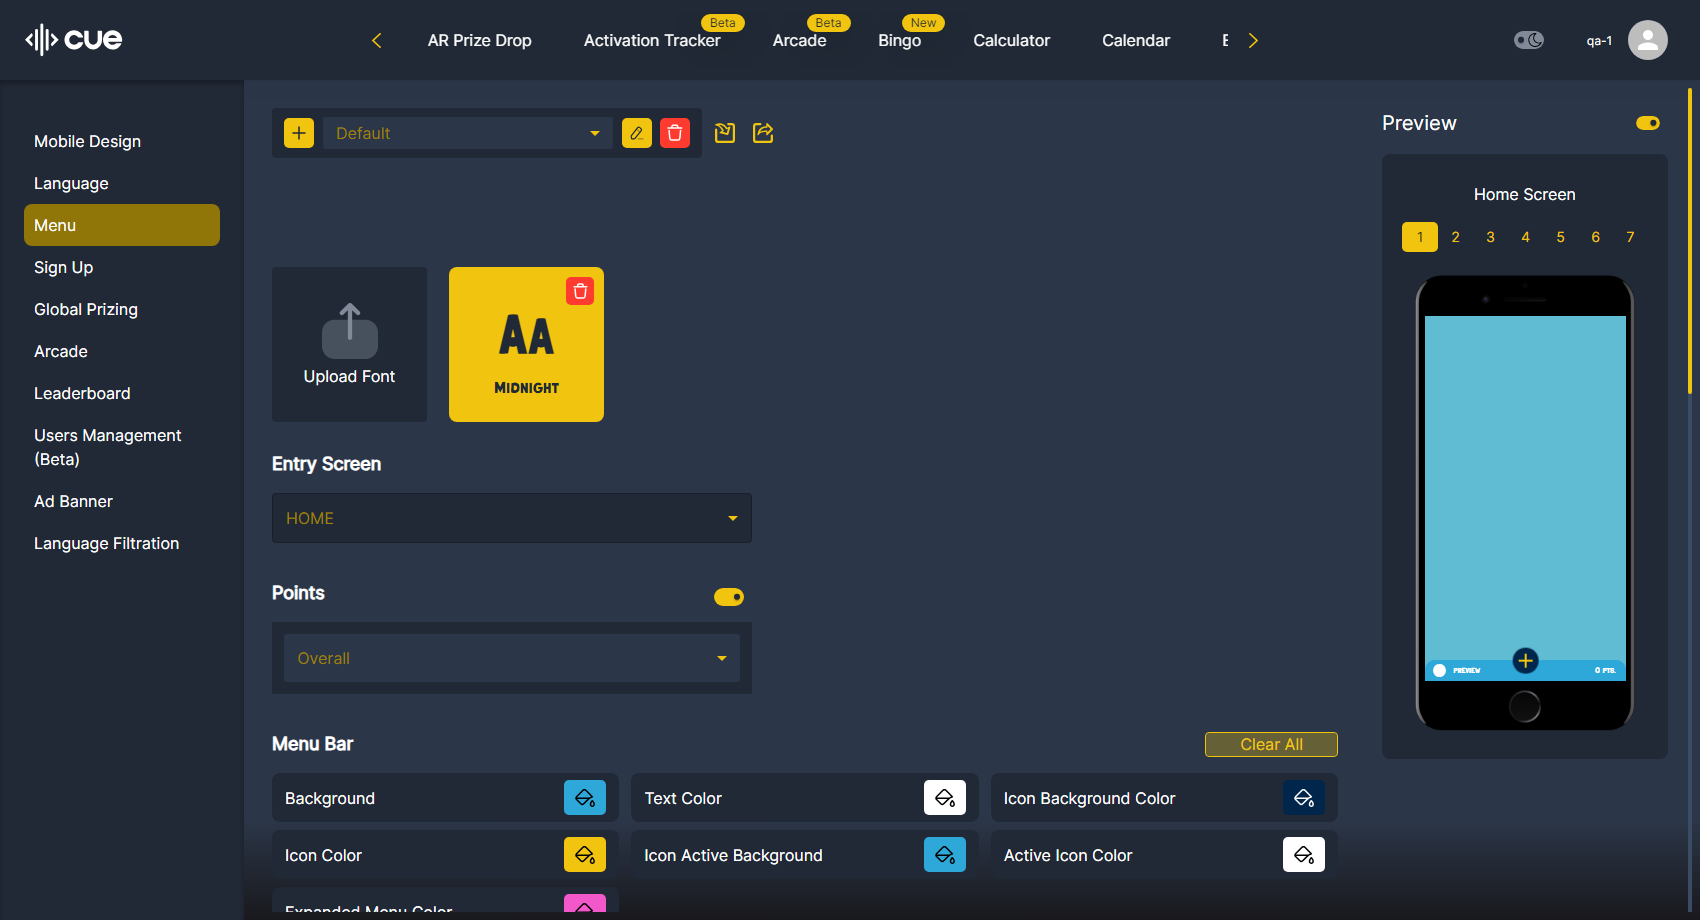 cue
AR Prize Drop
Activation Tracker
Beta
Arcade
Beta
Bingo
New
Calculator
Calendar
qa-1
Mobile Design
Language
Menu
Sign Up
Global Prizing
Arcade
Leaderboard
Users Management
(Beta)
Ad Banner
Language Filtration
Default
Upload Font
AA
MIDNIGHT
Entry Screen
HOME
Points
Overall
Menu Bar
Clear All
Background
Text Color
Icon Background Color
Icon Color
Icon Active Background
Active Icon Color
Expanded Menu Color
Preview
Home Screen
1 2 3 4 5 6 7
PREVIEW
0 PTS.